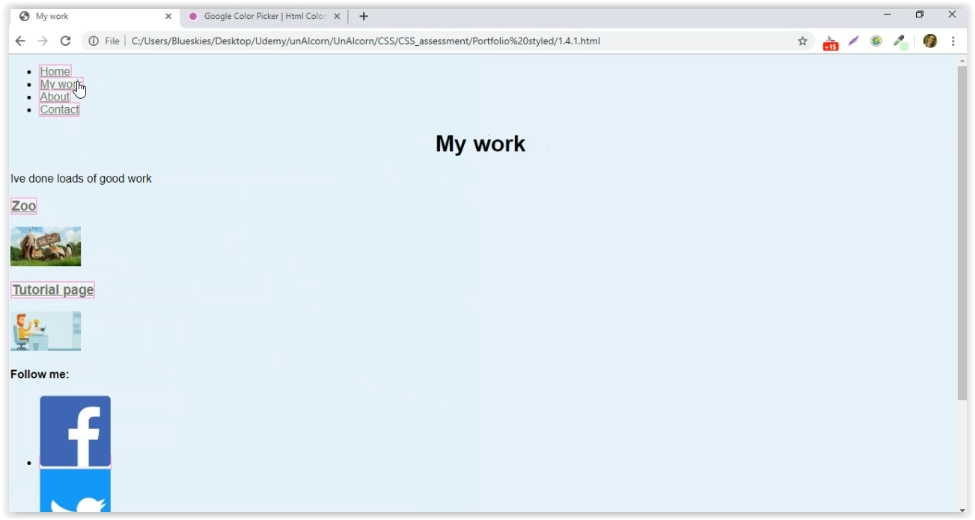 My work
Google Color Picker | Html Color
File | C:/Users/Blueskies/Desktop/Udemy/unAIcorn/UnAIcorn/CSS/CSS_assessment/Portfolio%20styled/1.4.1.html
+15
Home
My work
About
Contact
My work
Ive done loads of good work
Zoo
Tutorial page
Follow me: